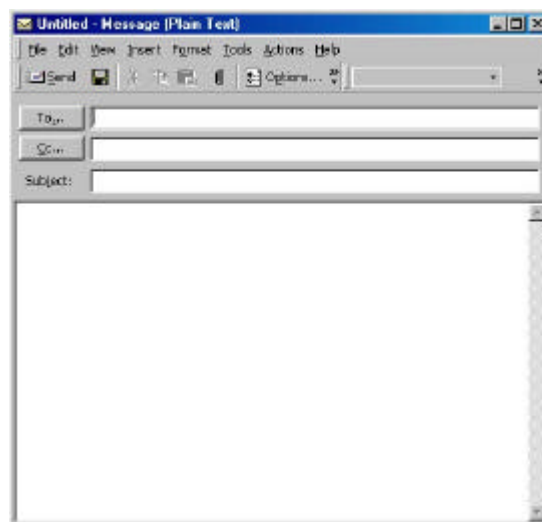 Untitled - Message (Plain Text)
File Edit View Insert Format Tools Actions Help
Send Options...
To...
Cc...
Subject: